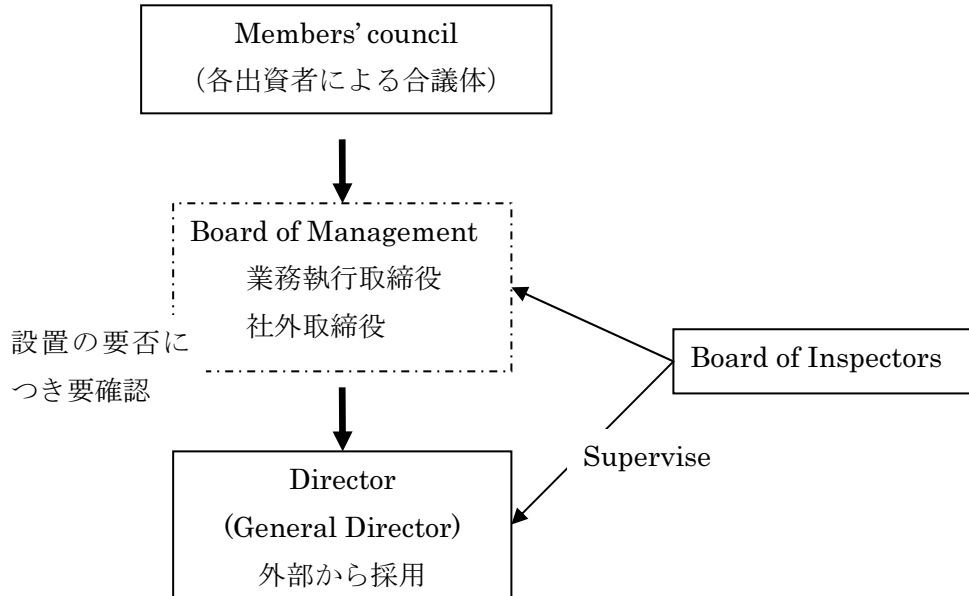 Members’ council
（各出資者による合議体）
Board of Management
業務執行取締役
社外取締役
設置の要否に
つき要確認
Board of Inspectors
Supervise
Director
(General Director)
外部から採用